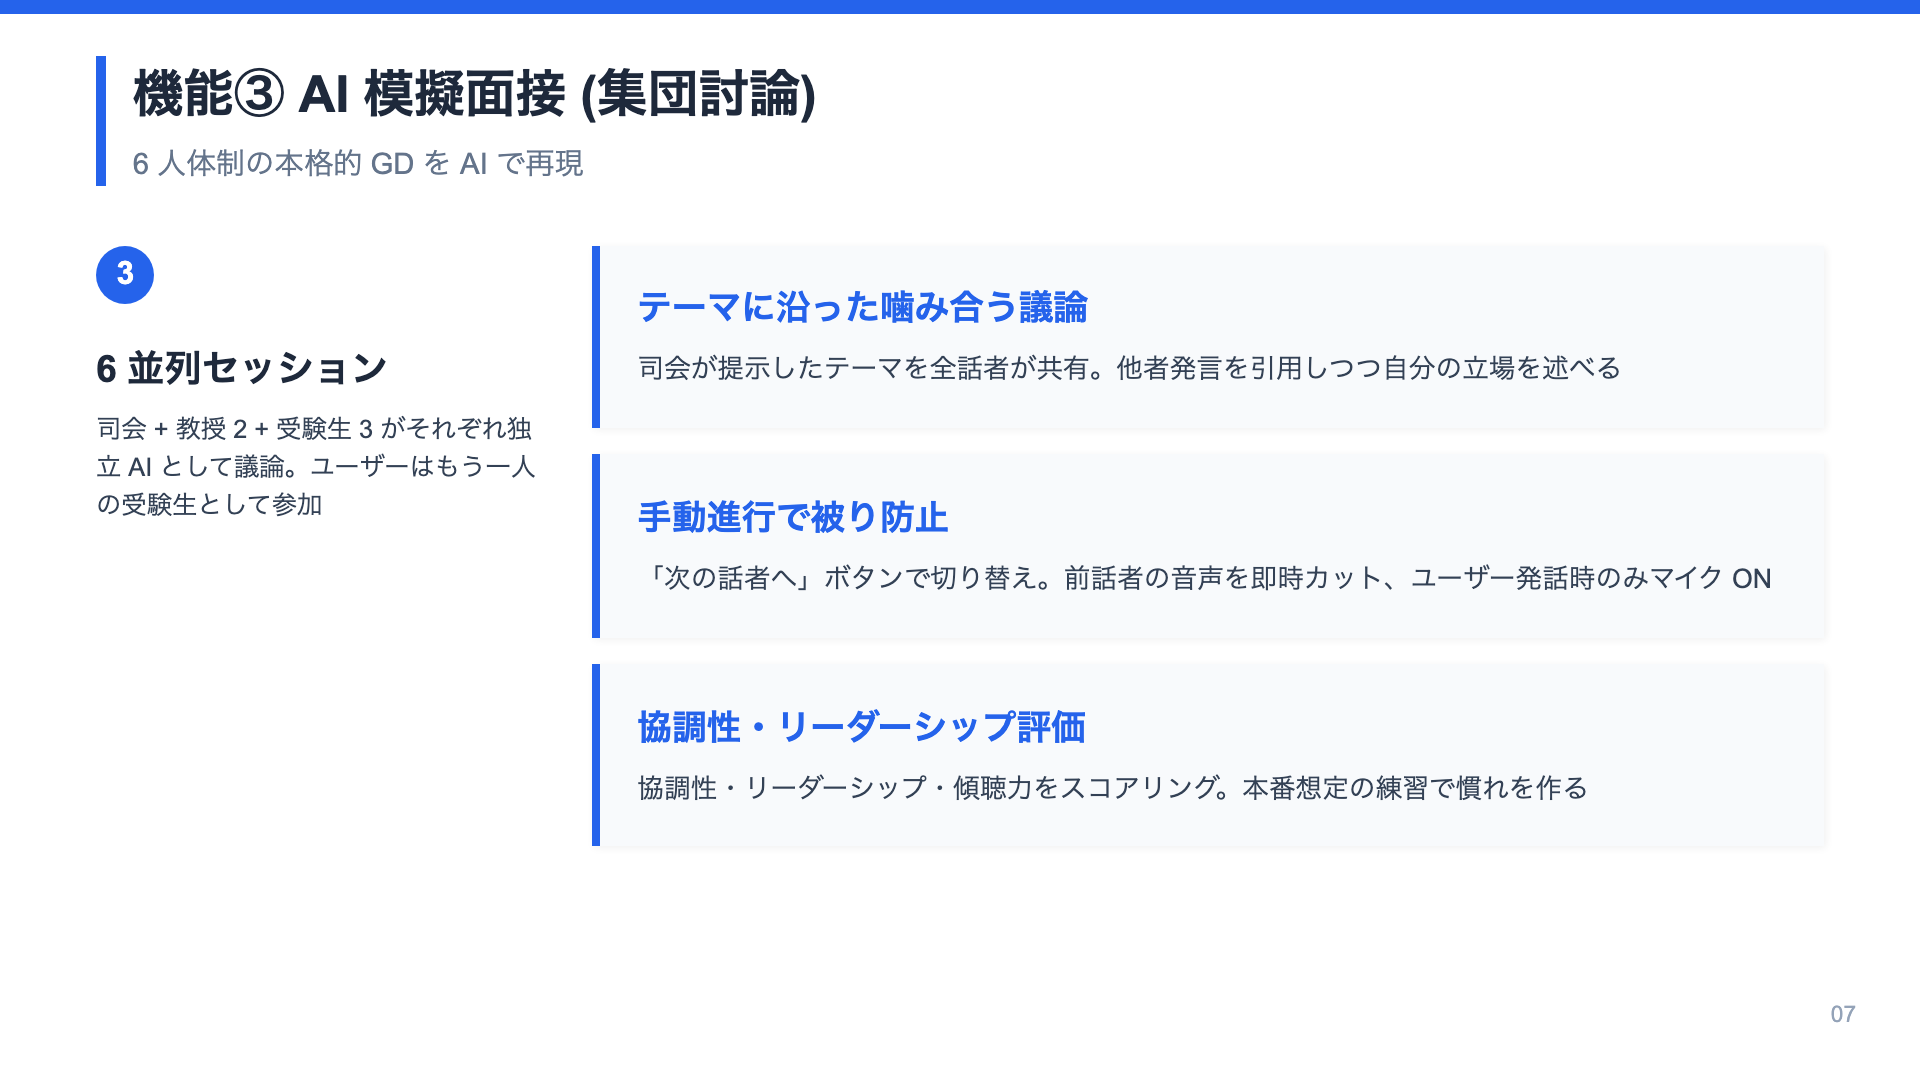 機能③ AI 模擬面接 (集団討論)
6 人体制の本格的 GD を AI で再現
3
6 並列セッション
司会 + 教授 2 + 受験生 3 がそれぞれ独
立 AI として議論。ユーザーはもう一人
の受験生として参加
テーマに沿った噛み合う議論
司会が提示したテーマを全話者が共有。他者発言を引用しつつ自分の立場を述べる
手動進行で被り防止
「次の話者へ」ボタンで切り替え。前話者の音声を即時カット、ユーザー発話時のみマイク ON
協調性・リーダーシップ評価
協調性・リーダーシップ・傾聴力をスコアリング。本番想定の練習で慣れを作る
07